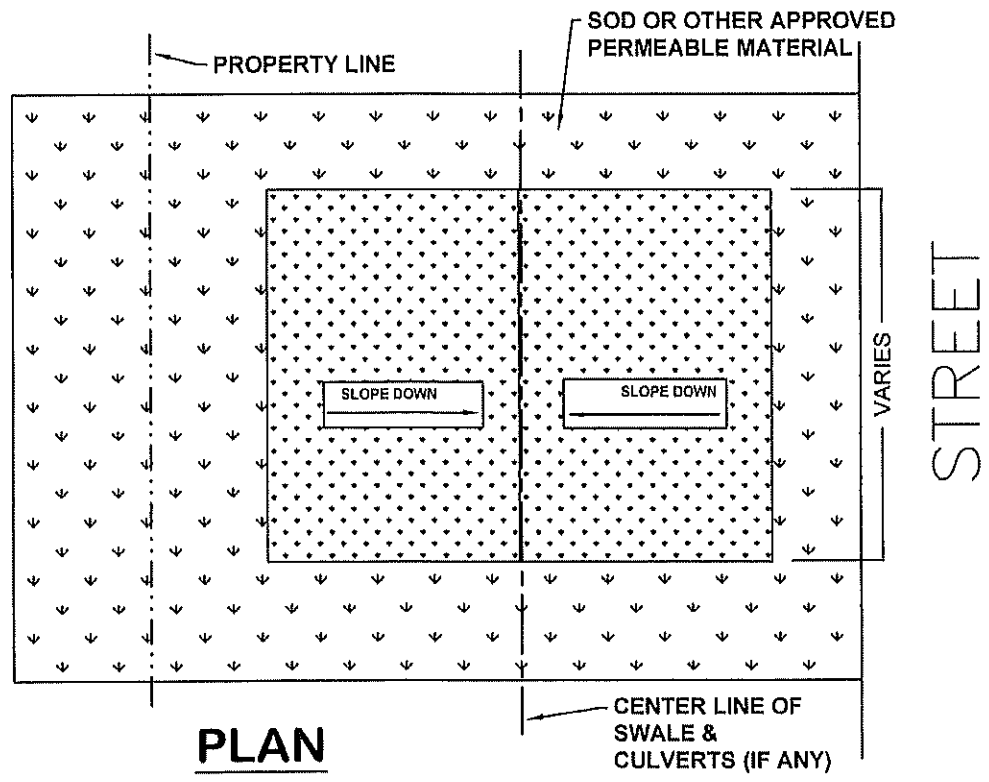 SOD OR OTHER APPROVED
PERMEABLE MATERIAL
PROPERTY LINE
SLOPE DOWN
SLOPE DOWN
VARIES
STREET
CENTER LINE OF
SWALE &
CULVERTS (IF ANY)
PLAN